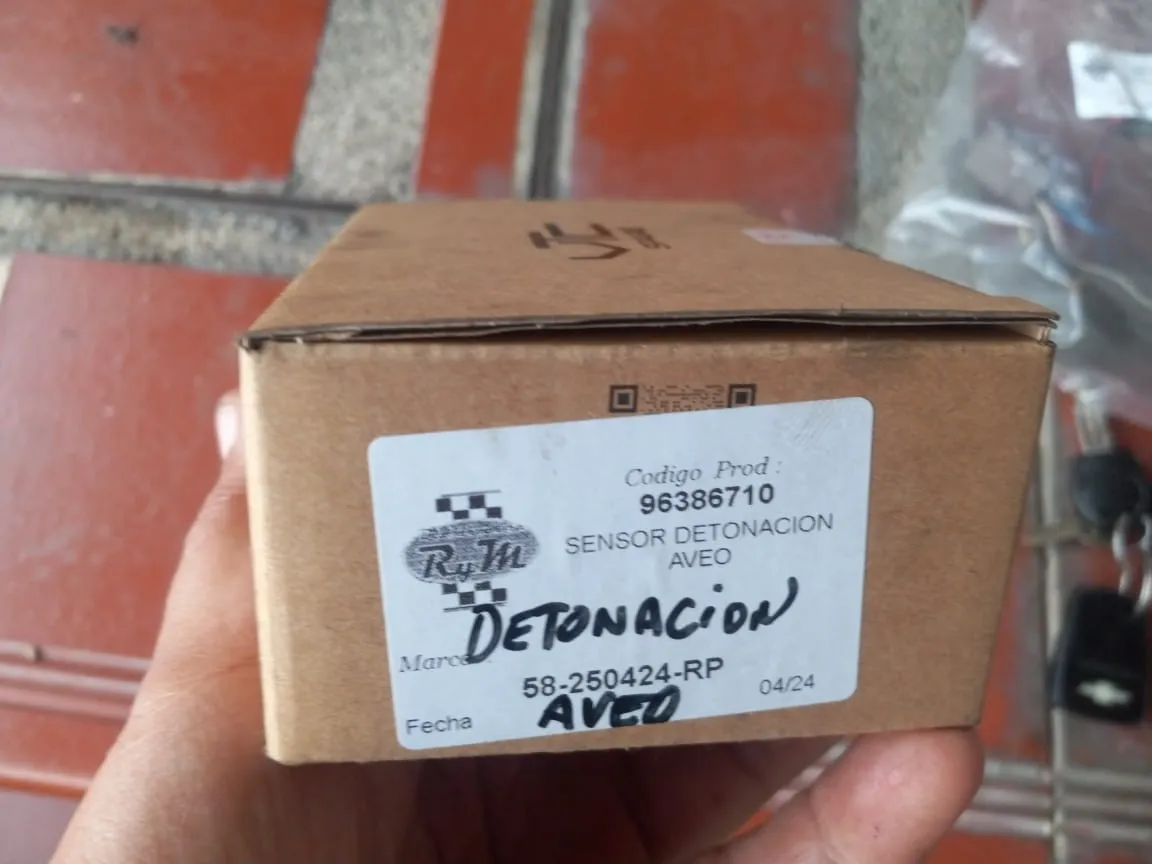 Codigo Prod :
96386710
SENSOR DETONACION
AVEO
RyM
DETONACION
Marca :
58-250424-RP
04/24
Fecha
AVEO